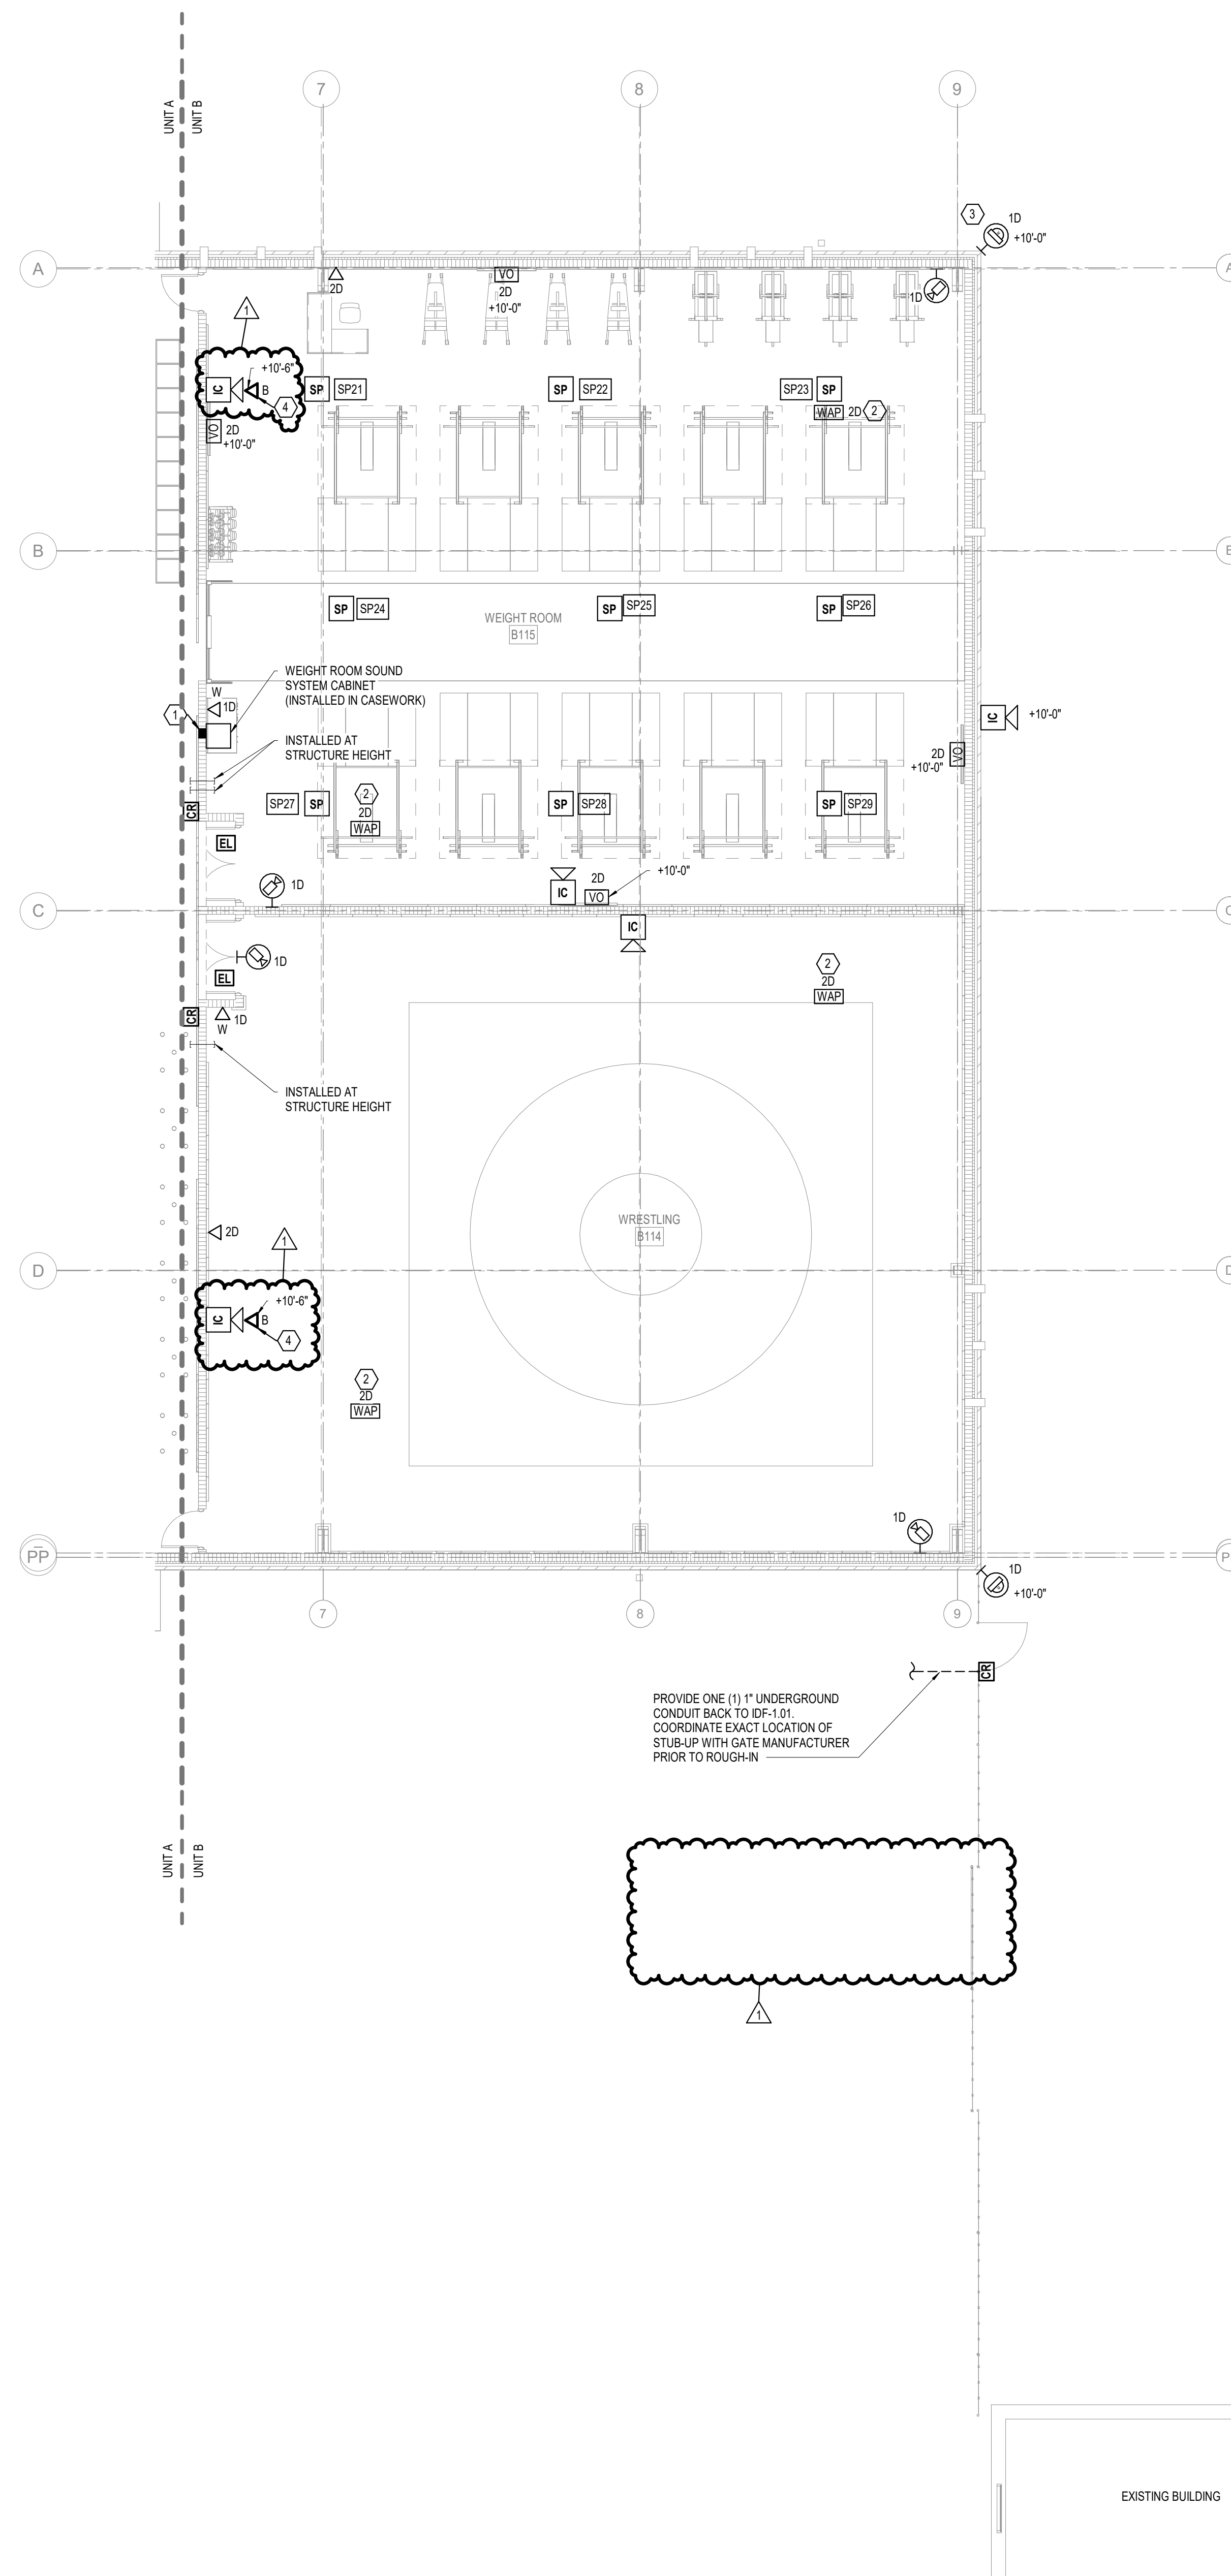 UNIT A
UNIT B
7
8
9
3
1D
+10'-0"
A
A
2D
VO
2D
+10'-0"
1D
1
+10'-6"
IC
B
4
SP
SP21
SP
SP22
SP23
SP
WAP
2D
2
VO
2D
+10'-0"
B
SP
SP24
SP
SP25
SP
SP26
WEIGHT ROOM
B115
WEIGHT ROOM SOUND
SYSTEM CABINET
(INSTALLED IN CASEWORK)
W
1D
1
IC
+10'-0"
INSTALLED AT
STRUCTURE HEIGHT
2D
VO
+10'-0"
CR
SP27
SP
2
2D
WAP
SP
SP28
SP
SP29
EL
1D
IC
2D
VO
+10'-0"
C
IC
1D
EL
2
2D
WAP
CR
1D
W
INSTALLED AT
STRUCTURE HEIGHT
WRESTLING
B114
2D
1
D
D
+10'-6"
IC
B
4
2
2D
WAP
1D
PP
P
1D
+10'-0"
7
8
9
CR
PROVIDE ONE (1) 1" UNDERGROUND
CONDUIT BACK TO IDF-1.01.
COORDINATE EXACT LOCATION OF
STUB-UP WITH GATE MANUFACTURER
PRIOR TO ROUGH-IN
UNIT A
UNIT B
1
EXISTING BUILDING